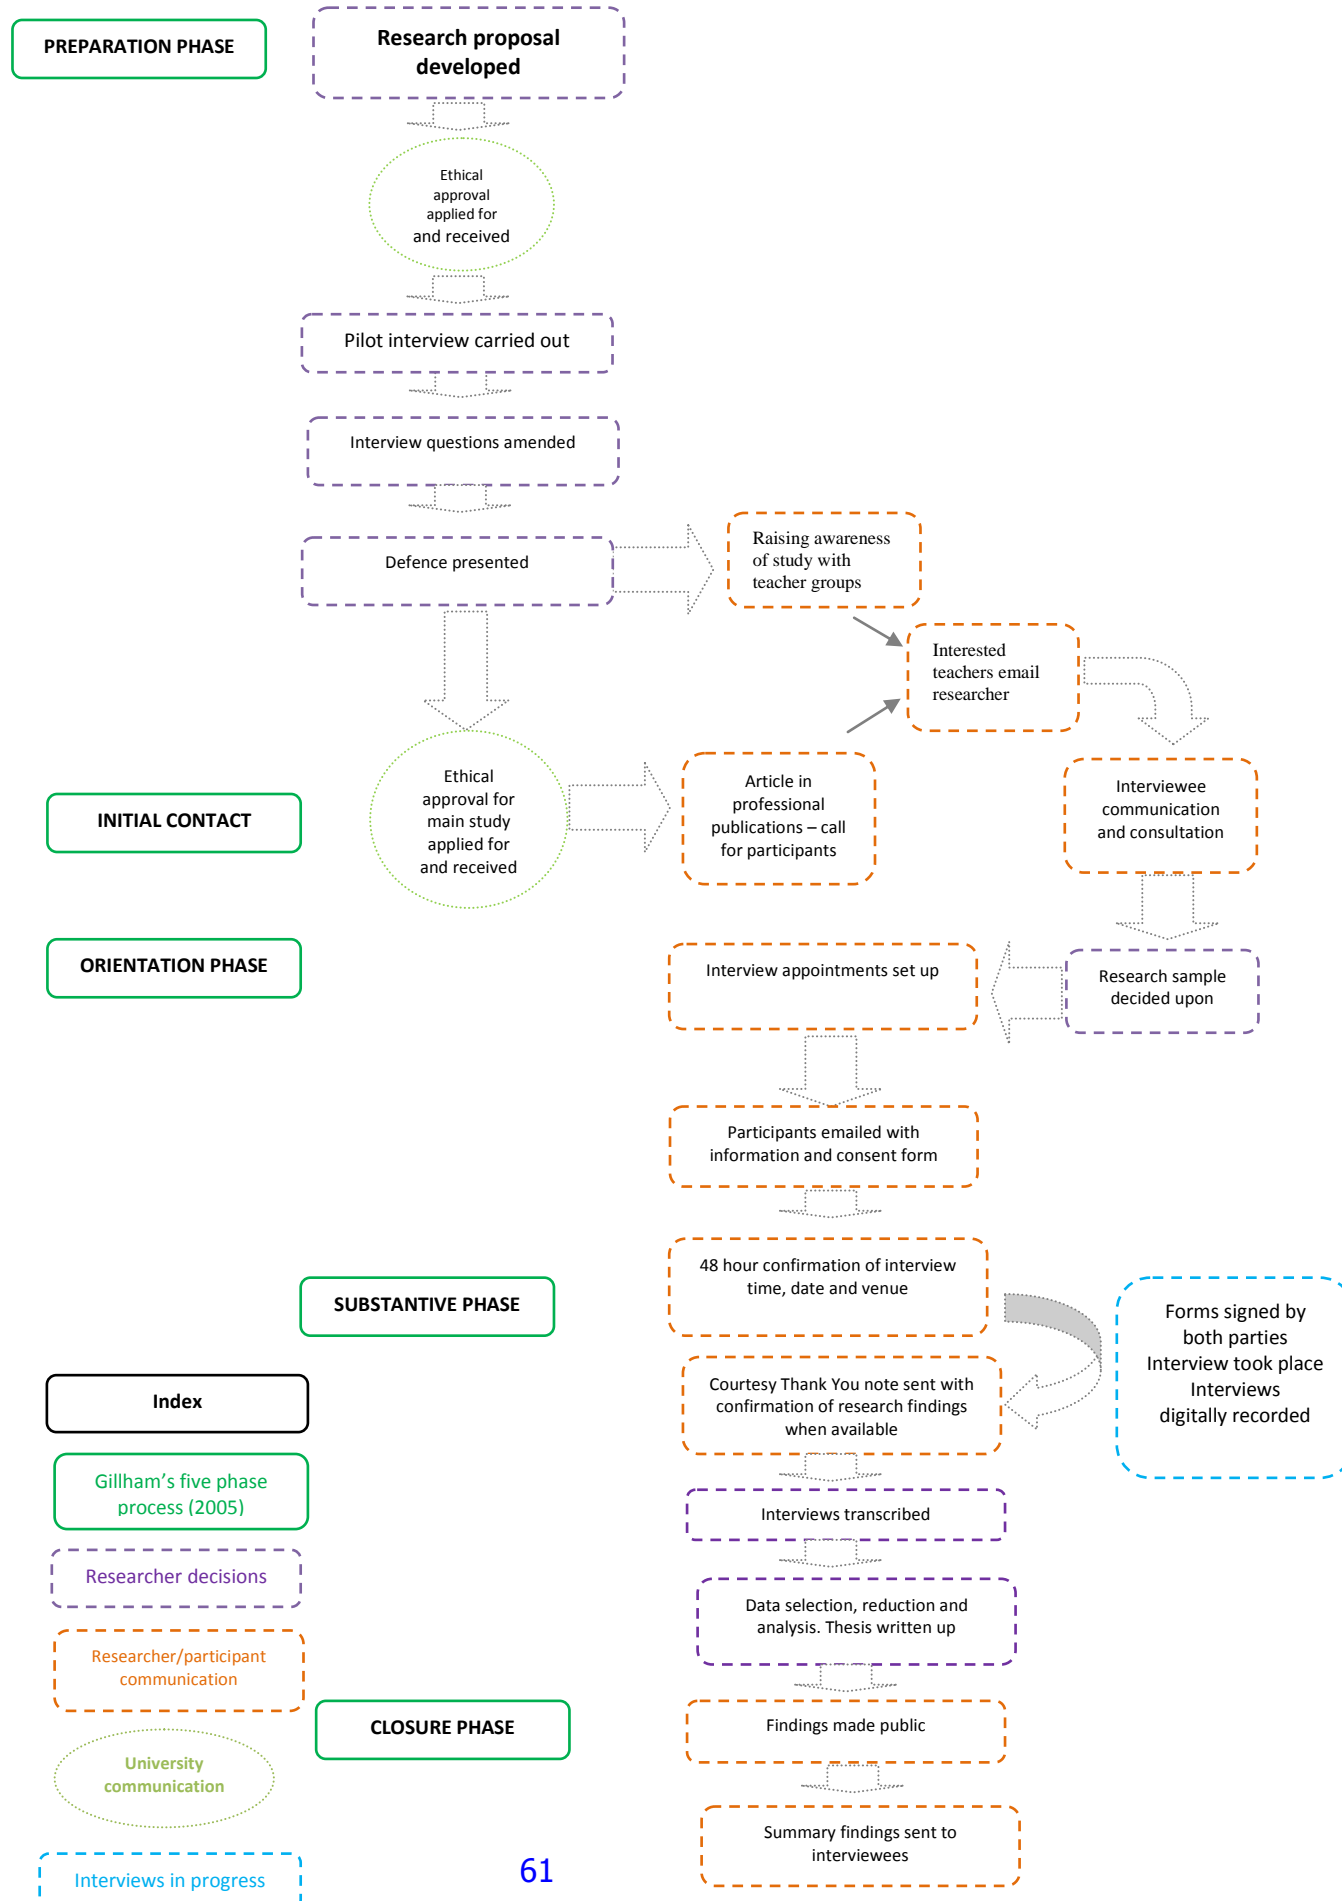 PREPARATION PHASE
Research proposal
developed
Ethical
approval
applied for
and received
Pilot interview carried out
Interview questions amended
Defence presented
Raising awareness
of study with
teacher groups
Interested
teachers email
researcher
INITIAL CONTACT
Ethical
approval for
main study
applied for
and received
Article in
professional
publications – call
for participants
Interviewee
communication
and consultation
ORIENTATION PHASE
Interview appointments set up
Research sample
decided upon
Participants emailed with
information and consent form
48 hour confirmation of interview
time, date and venue
SUBSTANTIVE PHASE
Forms signed by
both parties
Interview took place
Interviews
digitally recorded
Courtesy Thank You note sent with
confirmation of research findings
when available
Interviews transcribed
Data selection, reduction and
analysis. Thesis written up
CLOSURE PHASE
Findings made public
Summary findings sent to
interviewees
Index
Gillham’s five phase
process (2005)
Researcher decisions
Researcher/participant
communication
University
communication
Interviews in progress
61